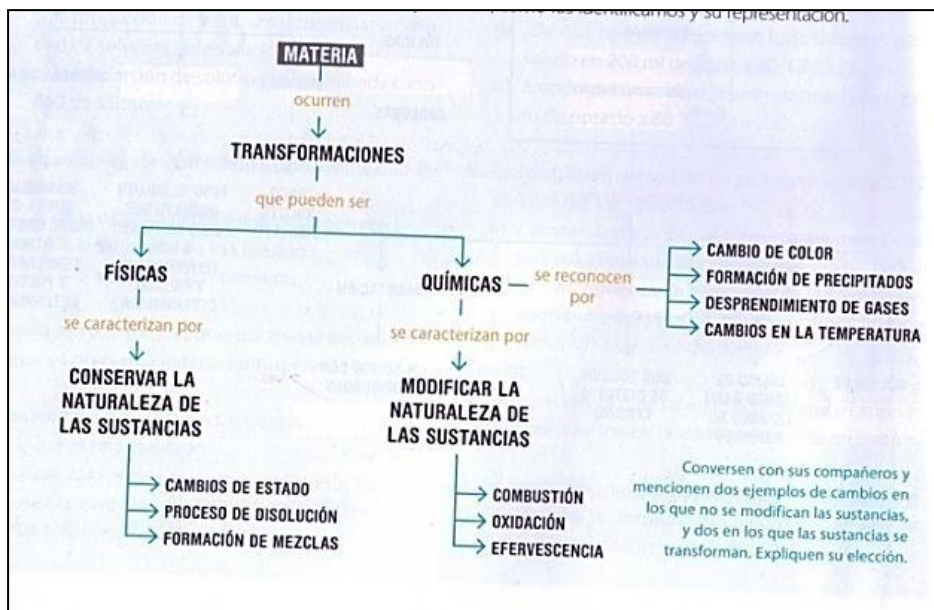 los identificamos y su representación.
MATERIA
ocurren
TRANSFORMACIONES
que pueden ser
FÍSICAS
QUÍMICAS
se reconocen
por
CAMBIO DE COLOR
FORMACIÓN DE PRECIPITADOS
DESPRENDIMIENTO DE GASES
CAMBIOS EN LA TEMPERATURA
se caracterizan por
se caracterizan por
CONSERVAR LA
NATURALEZA DE
LAS SUSTANCIAS
MODIFICAR LA
NATURALEZA DE
LAS SUSTANCIAS
CAMBIOS DE ESTADO
PROCESO DE DISOLUCIÓN
FORMACIÓN DE MEZCLAS
COMBUSTIÓN
OXIDACIÓN
EFERVESCENCIA
Conversen con sus compañeros y
mencionen dos ejemplos de cambios en
los que no se modifican las sustancias,
y dos en los que las sustancias se
transforman. Expliquen su elección.